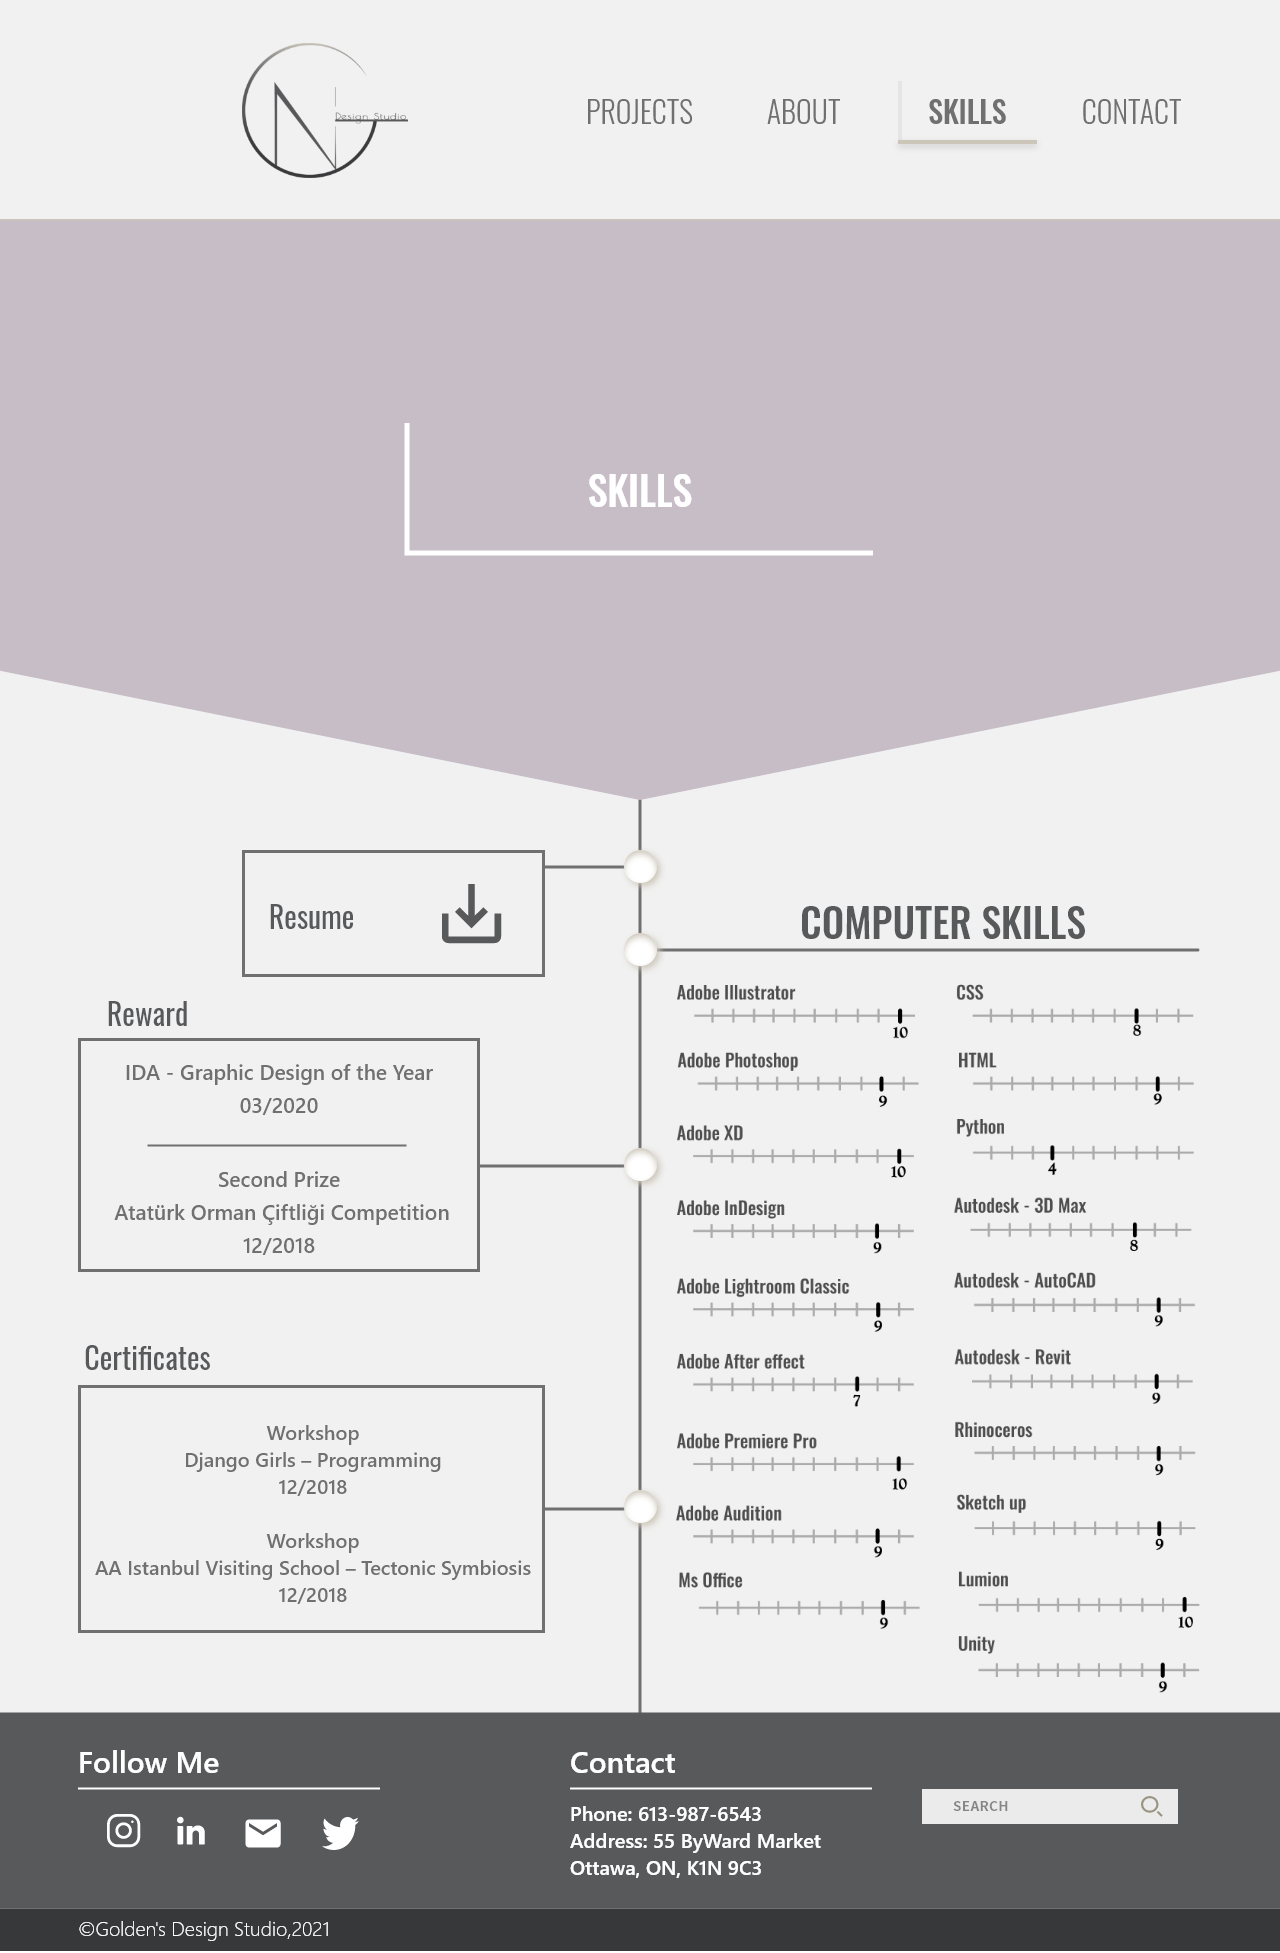 Design Studio
PROJECTS
ABOUT
SKILLS
CONTACT
SKILLS
Resume
Reward
IDA - Graphic Design of the Year
03/2020
Second Prize
Atatürk Orman Çiftliği Competition
12/2018
Certificates
Workshop
Django Girls – Programming
12/2018
Workshop
AA Istanbul Visiting School – Tectonic Symbiosis
12/2018
COMPUTER SKILLS
Adobe Illustrator
10
Adobe Photoshop
9
Adobe XD
10
Adobe InDesign
9
Adobe Lightroom Classic
9
Adobe After effect
7
Adobe Premiere Pro
10
Adobe Audition
9
Ms Office
9
CSS
8
HTML
9
Python
4
Autodesk - 3D Max
8
Autodesk - AutoCAD
9
Autodesk - Revit
9
Rhinoceros
9
Sketch up
9
Lumion
10
Unity
9
Follow Me
in
Contact
Phone: 613-987-6543
Address: 55 ByWard Market
Ottawa, ON, K1N 9C3
SEARCH
©Golden's Design Studio,2021